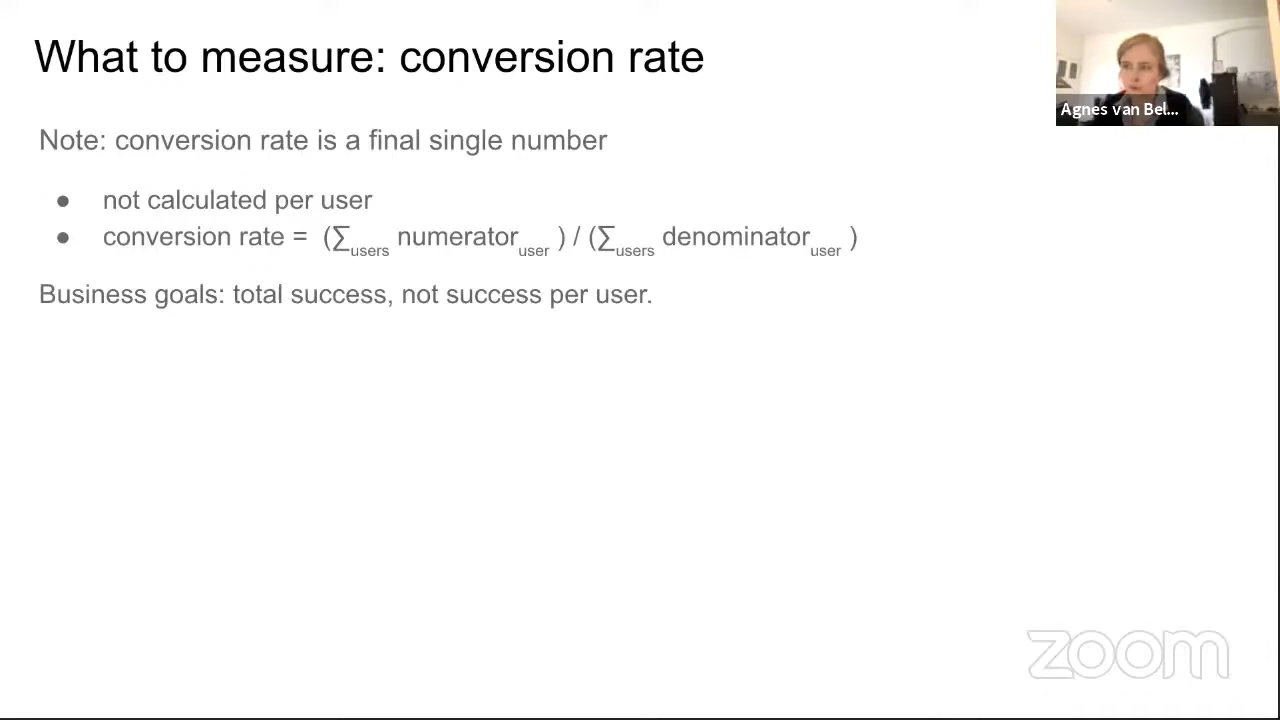 What to measure: conversion rate
Agnes van Bel...
Note: conversion rate is a final single number
● not calculated per user
● conversion rate = (∑users numeratoruser ) / (∑users denominatoruser )
Business goals: total success, not success per user.
zoom